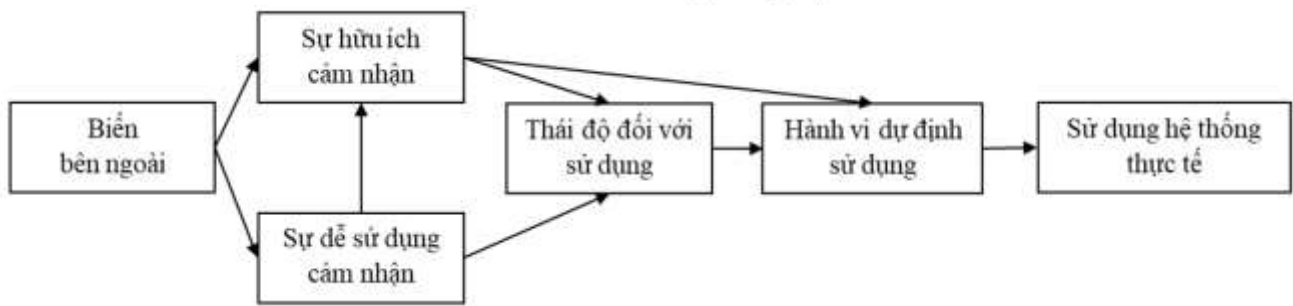 Sự hữu ích
cảm nhận
Biến
bên ngoài
Thái độ đối với
sử dụng
Hành vi dự định
sử dụng
Sử dụng hệ thống
thực tế
Sự dễ sử dụng
cảm nhận